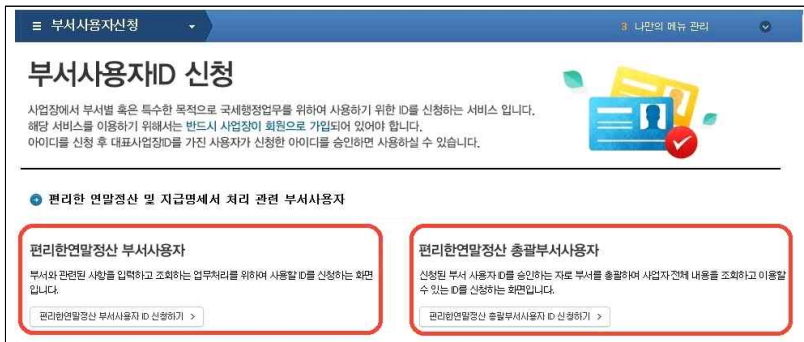 ≡ 부서사용자신청
3 나만의 메뉴 관리
부서사용자ID 신청
사업장에서 부서별 혹은 특수한 목적으로 국세행정업무를 위하여 사용하기 위한 ID를 신청하는 서비스 입니다.
해당 서비스를 이용하기 위해서는 반드시 사업장이 회원으로 가입되어 있어야 합니다.
아이디를 신청 후 대표사업장ID를 가진 사용자가 신청한 아이디를 승인하면 사용하실 수 있습니다.
편리한 연말정산 및 지급명세서 처리 관련 부서사용자
편리한연말정산 부서사용자
부서와 관련된 사항을 입력하고 조회하는 업무처리를 위하여 사용할 ID를 신청하는 화면
입니다.
편리한연말정산 부서사용자 ID 신청하기 >
편리한연말정산 총괄부서사용자
신청된 부서 사용자 ID를 승인하는 자로 부서를 총괄하여 사업자 전체 내용을 조회하고 이용할
수 있는 ID를 신청하는 화면입니다.
편리한연말정산 총괄부서사용자 ID 신청하기 >